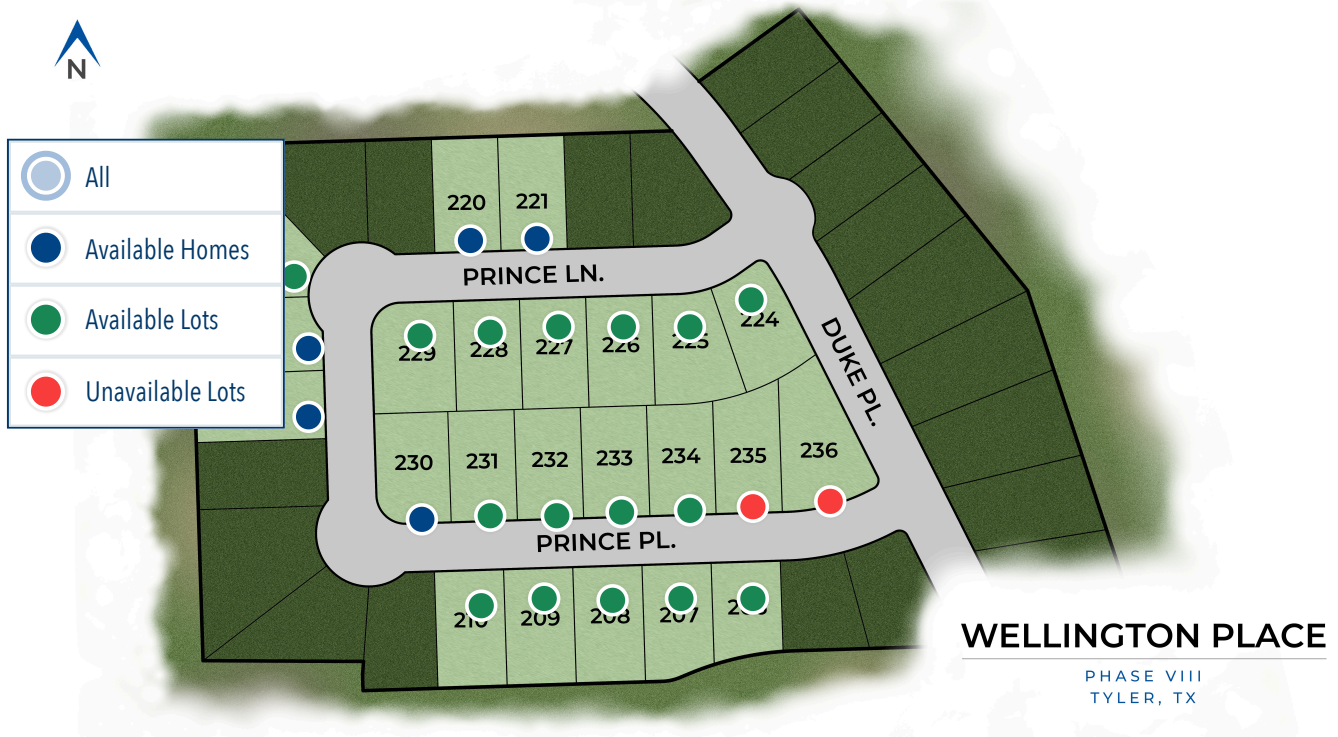 N
All
Available Homes
Available Lots
Unavailable Lots
220 221
PRINCE LN.
229 228 227 226 225 224
DUKE PL.
230 231 232 233 234 235 236
PRINCE PL.
210 209 208 207
WELLINGTON PLACE
PHASE VIII
TYLER, TX